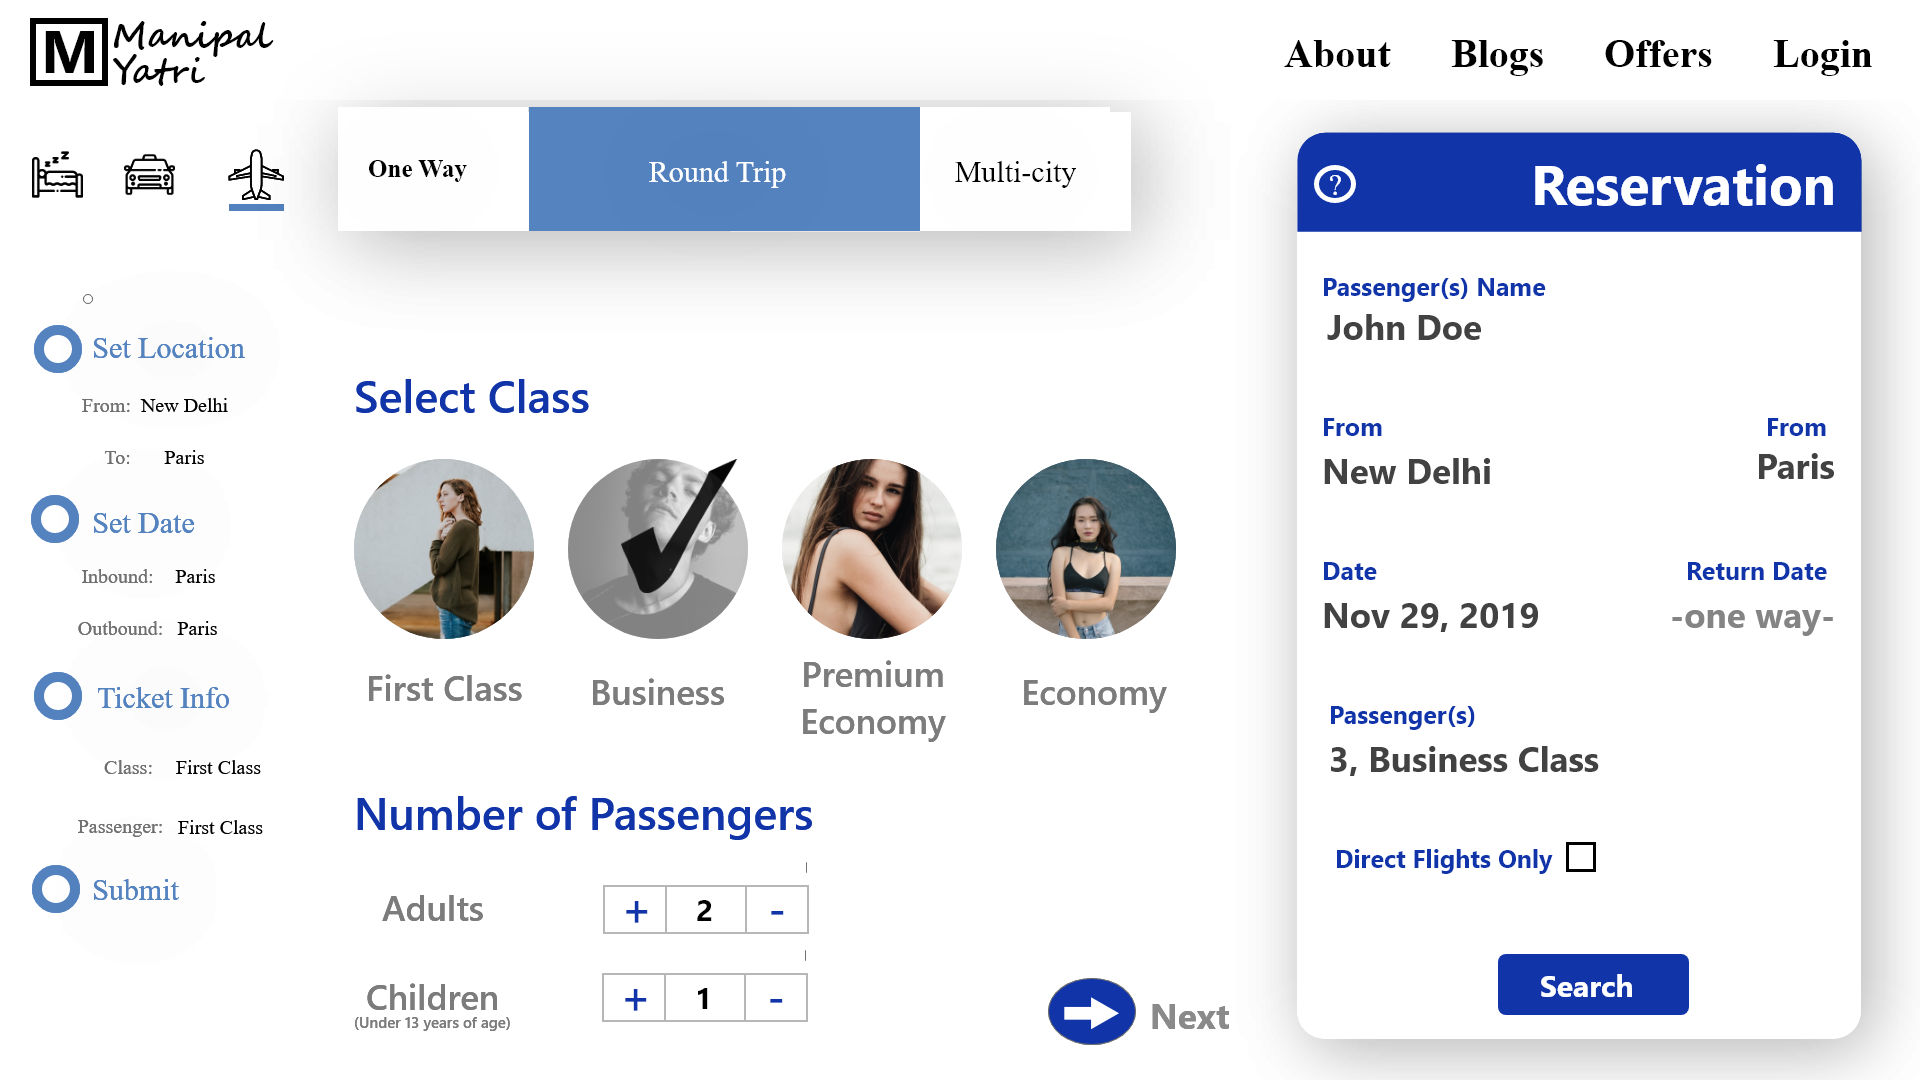 M Manipal
Yatri
About Blogs Offers Login
z z z
One Way Round Trip Multi-city
Set Location
From: New Delhi
To: Paris
Set Date
Inbound: Paris
Outbound: Paris
Ticket Info
Class: First Class
Passenger: First Class
Submit
Select Class
First Class
Business
Premium
Economy
Economy
Number of Passengers
Adults + 2 -
Children + 1 -
(Under 13 years of age)
Next
? Reservation
Passenger(s) Name
John Doe
From From
New Delhi Paris
Date Return Date
Nov 29, 2019 -one way-
Passenger(s)
3, Business Class
Direct Flights Only
Search